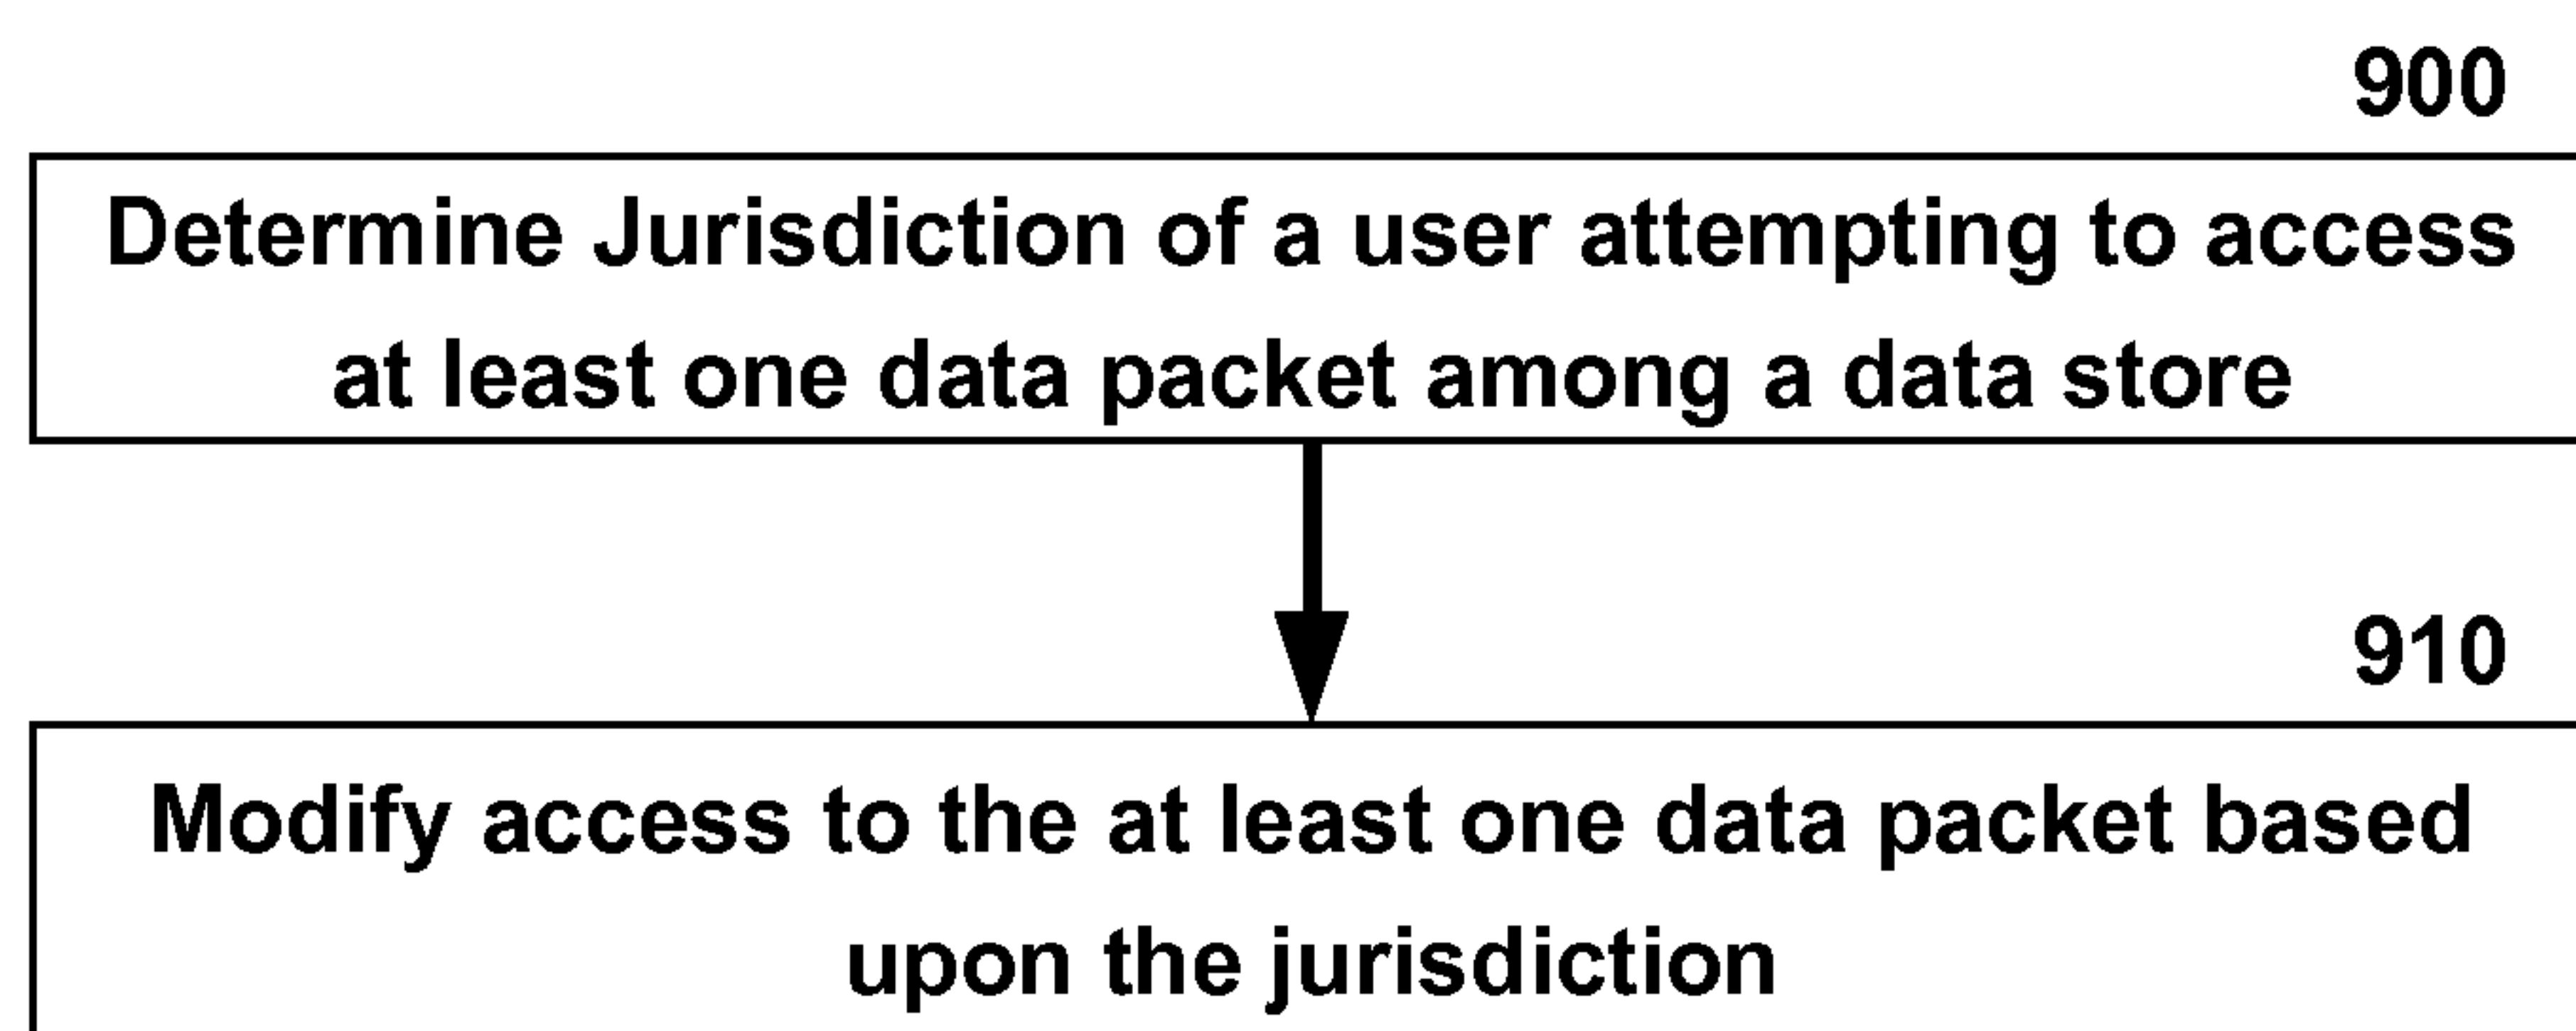 900
Determine Jurisdiction of a user attempting to access
at least one data packet among a data store
910
Modify access to the at least one data packet based
upon the jurisdiction